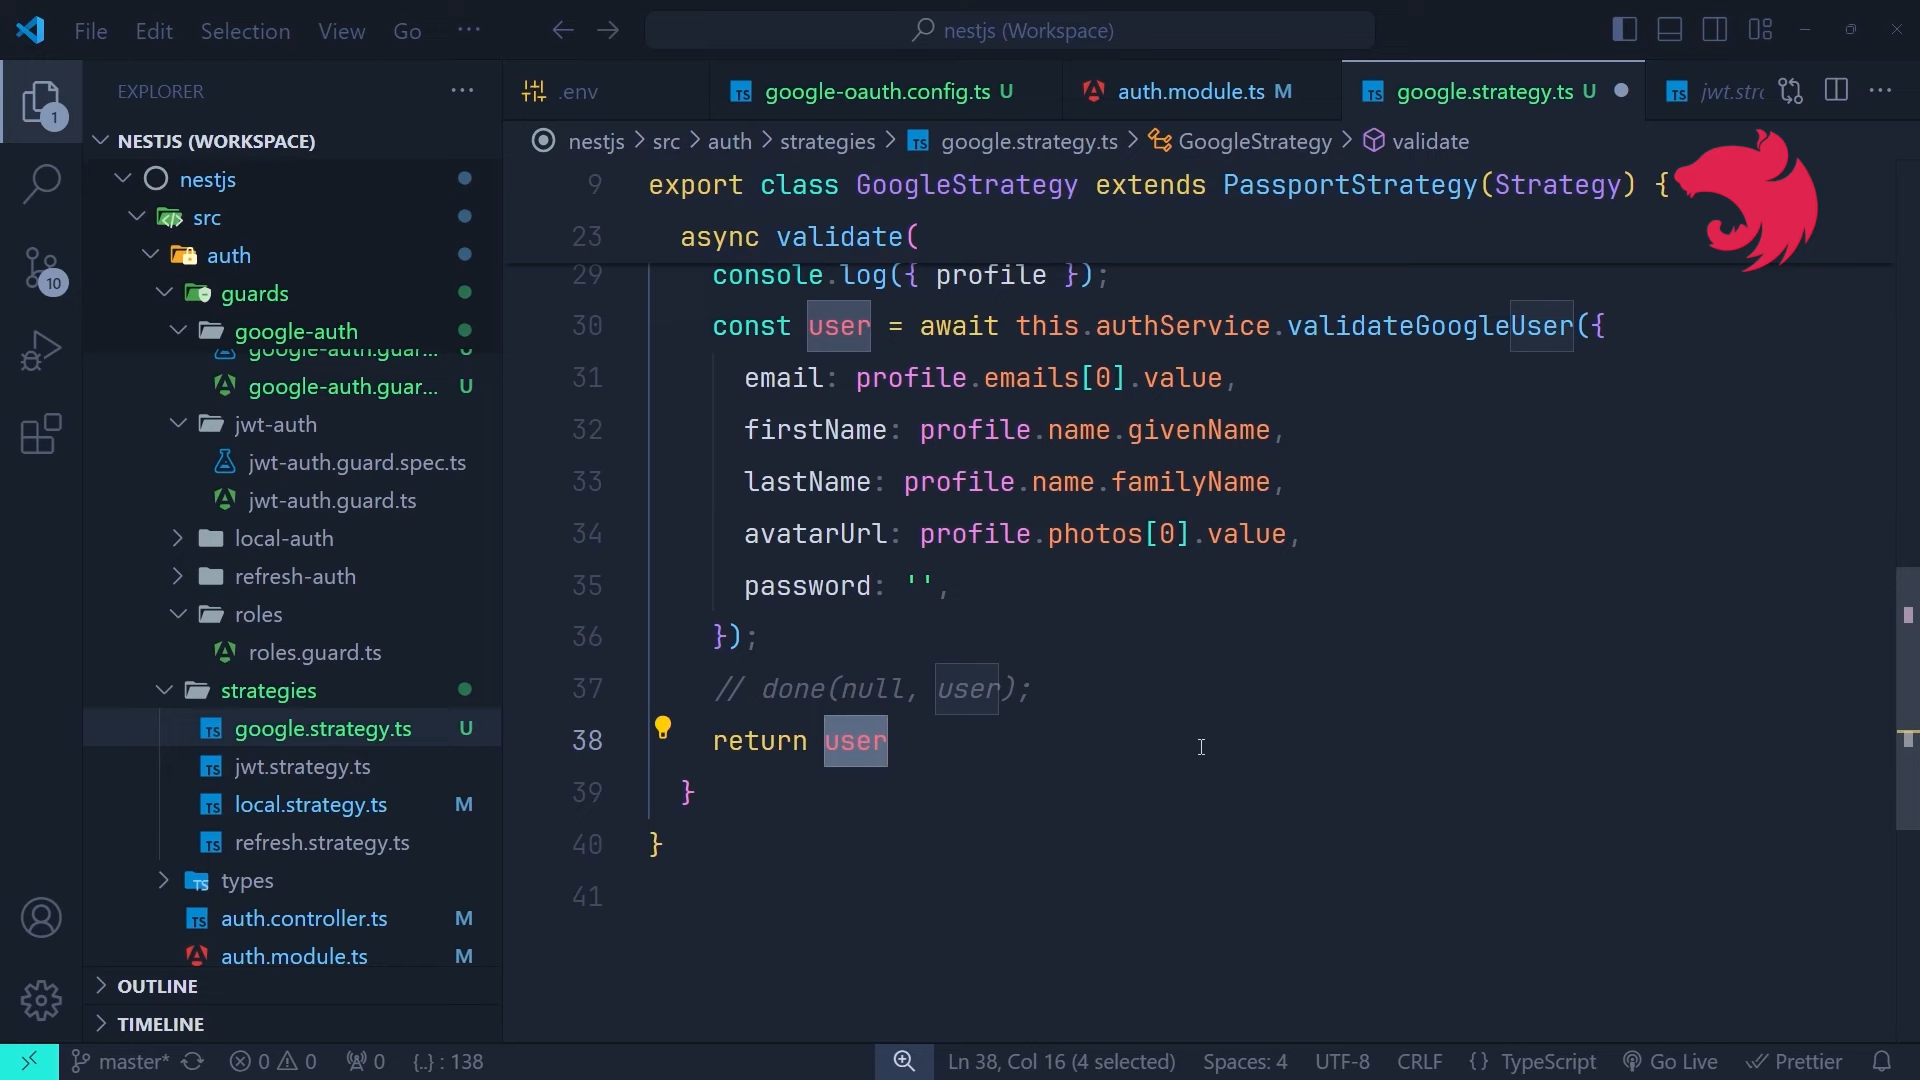 File Edit Selection View Go ··· nestjs (Workspace)
EXPLORER ···
.env google-oauth.config.ts U auth.module.ts M google.strategy.ts U jwt.strc
nestjs > src > auth > strategies > google.strategy.ts > GoogleStrategy > validate
NESTJS (WORKSPACE)
nestjs
src
auth
guards
google-auth
google-auth.guar... U
google-auth.guar... U
jwt-auth
jwt-auth.guard.spec.ts
jwt-auth.guard.ts
local-auth
refresh-auth
roles
roles.guard.ts
strategies
google.strategy.ts U
jwt.strategy.ts
local.strategy.ts M
refresh.strategy.ts
types
auth.controller.ts M
auth.module.ts M
OUTLINE
TIMELINE
1
10
9 export class GoogleStrategy extends PassportStrategy(Strategy) {
23 async validate(
29 console.log({ profile });
30 const user = await this.authService.validateGoogleUser({
31 email: profile.emails[0].value,
32 firstName: profile.name.givenName,
33 lastName: profile.name.familyName,
34 avatarUrl: profile.photos[0].value,
35 password: '',
36 });
37 // done(null, user);
38 return user
39 }
40 }
41
master* 0 0 0 {..} : 138 Ln 38, Col 16 (4 selected) Spaces: 4 UTF-8 CRLF {} TypeScript Go Live Prettier